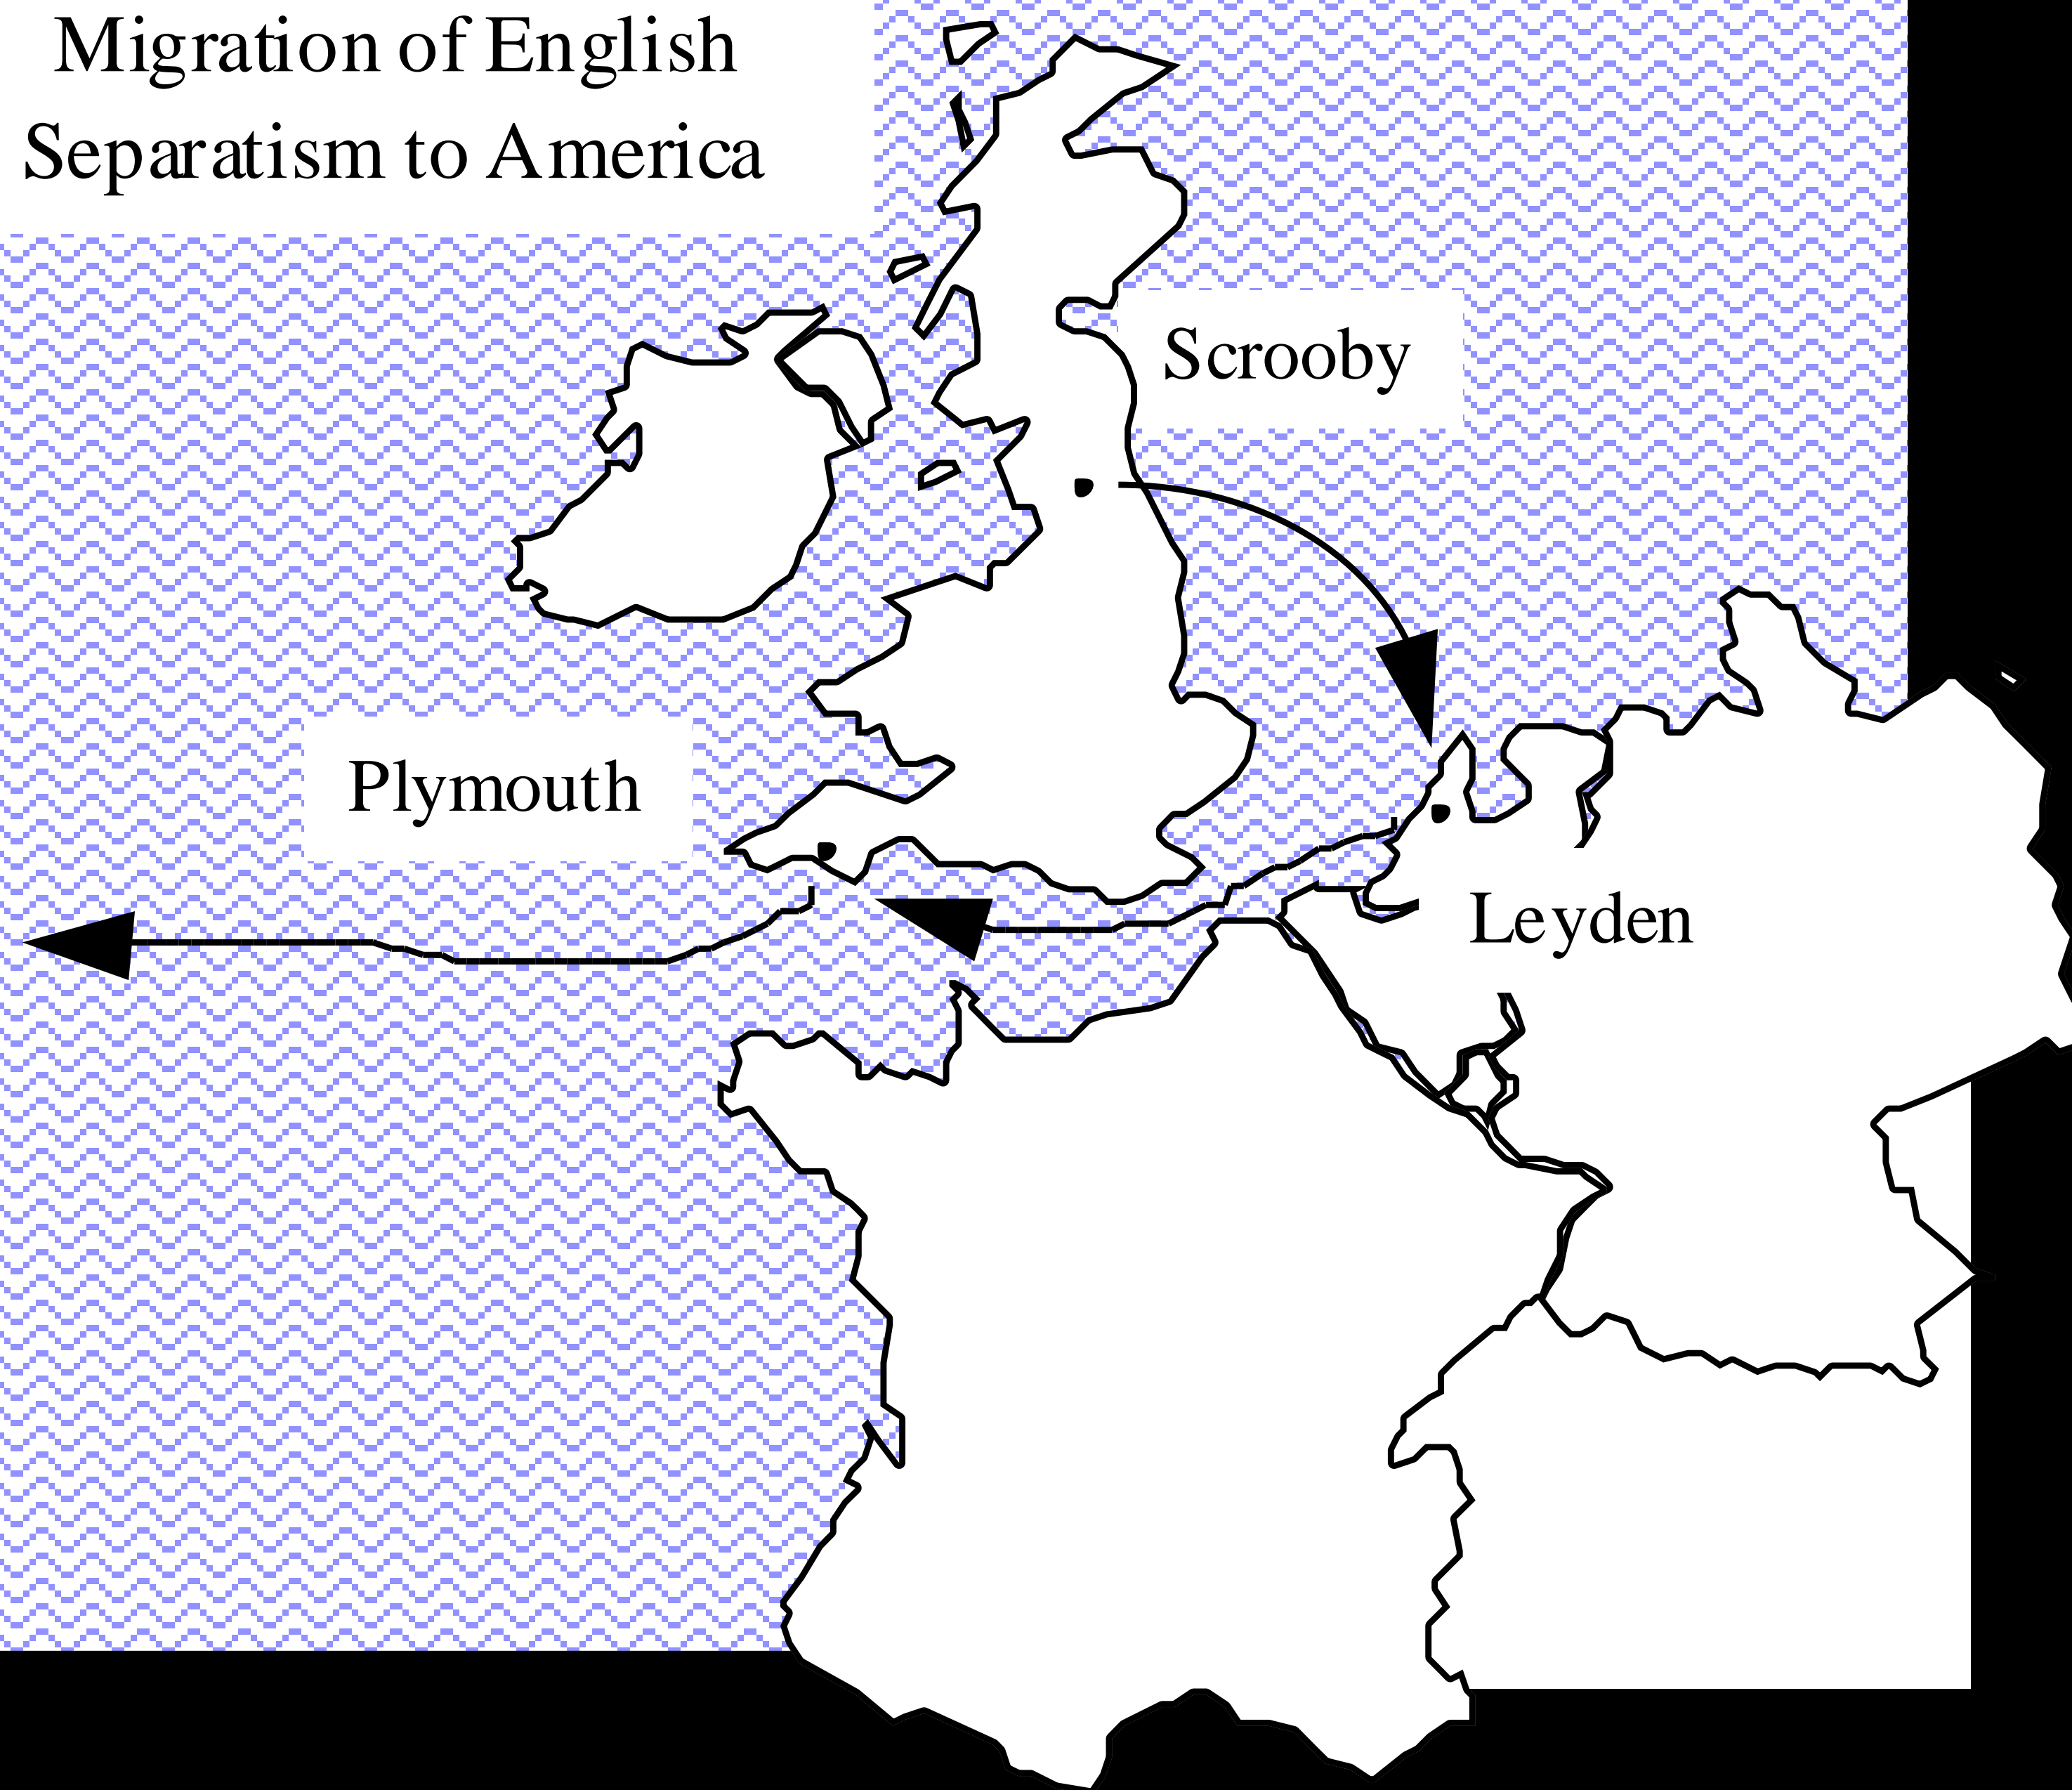 Migration of English
Separatism to America
Scrooby
Plymouth
Leyden